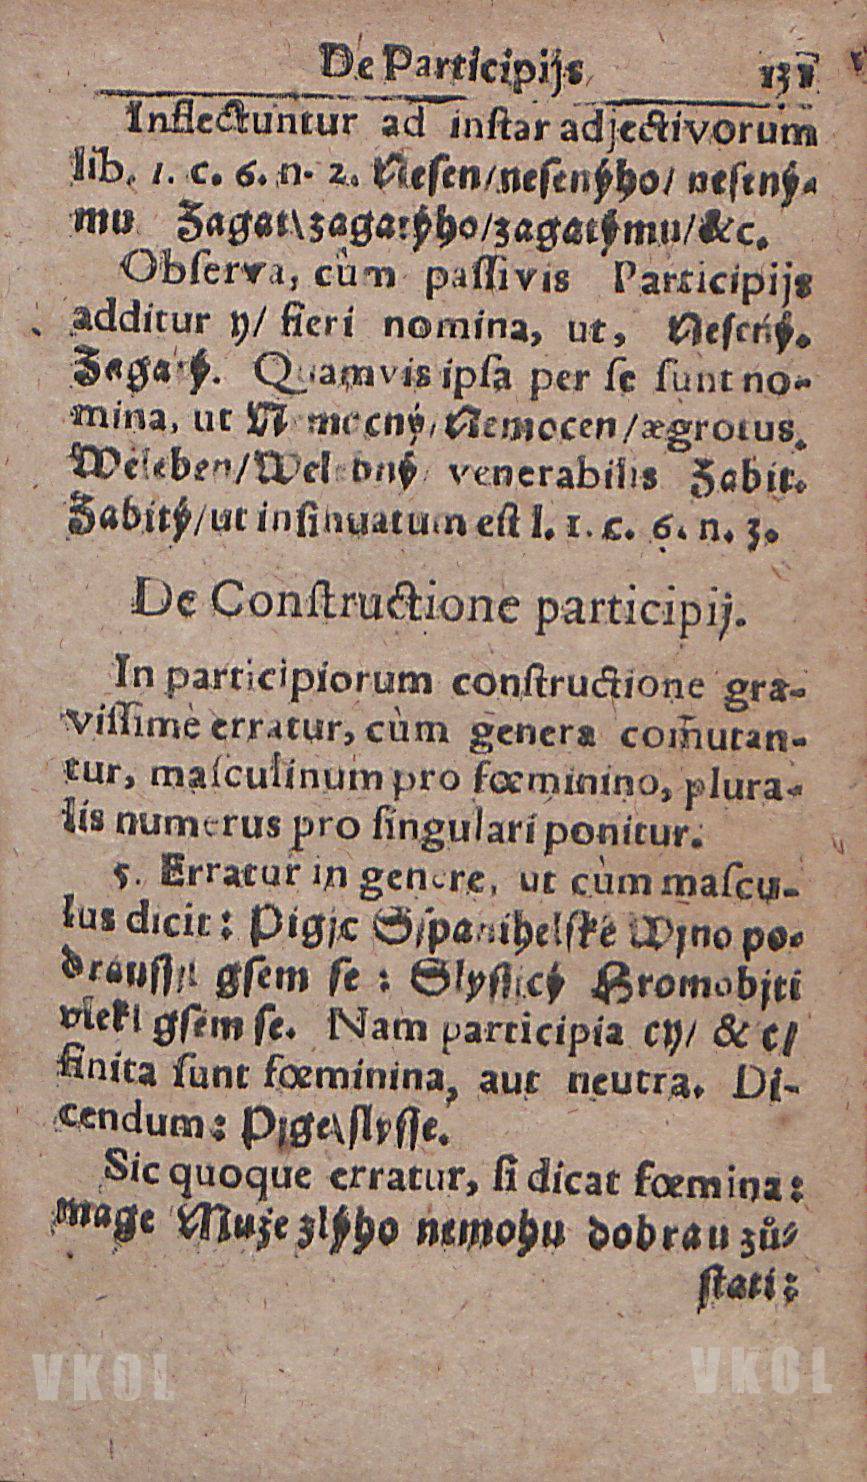 De Participijs 131
Inflectuntur ad inſtar adjectivorum
lib. 1. c. 6. n. 2. Neſen/neſenýho/ neſený-
mu Zagat\zagatýho/zagatýmu/&c.
Obſerva, cùm paſſivis Participijs
additur ý/ fieri nomina, ut, Neſený.
Zagatý. Quamvis ipſa per ſe ſunt no-
mina, ut Nemocný/Nemocen/ægrotus.
Weleben/Welebný venerabilis Zabit.
Zabitý/ut inſinuatum eſt l. 1. c. 6. n. 3.
De Conſtructione participij.
In participiorum conſtructione gra-
viſſimè erratur, cùm genera com̃utan-
tur, maſculinum pro fœminino, plura-
lis numerus pro ſingulari ponitur.
5. Erratur in genere, ut cùm maſcu-
lus dicit: Pigjc Sſpanihelſké Wjno po-
drauſſil gſem ſe: Slyſſicý Hromobjti
vlekl gſem ſe. Nam participia cý/ & c/
finita ſunt fœminina, aut neutra. Di-
cendum: Pjge\ſlyſſe.
Sic quoque erratur, ſi dicat fœmina:
mage Muže zlýho nemohu dobrau zů-
ſtati:
VKOL VKOL